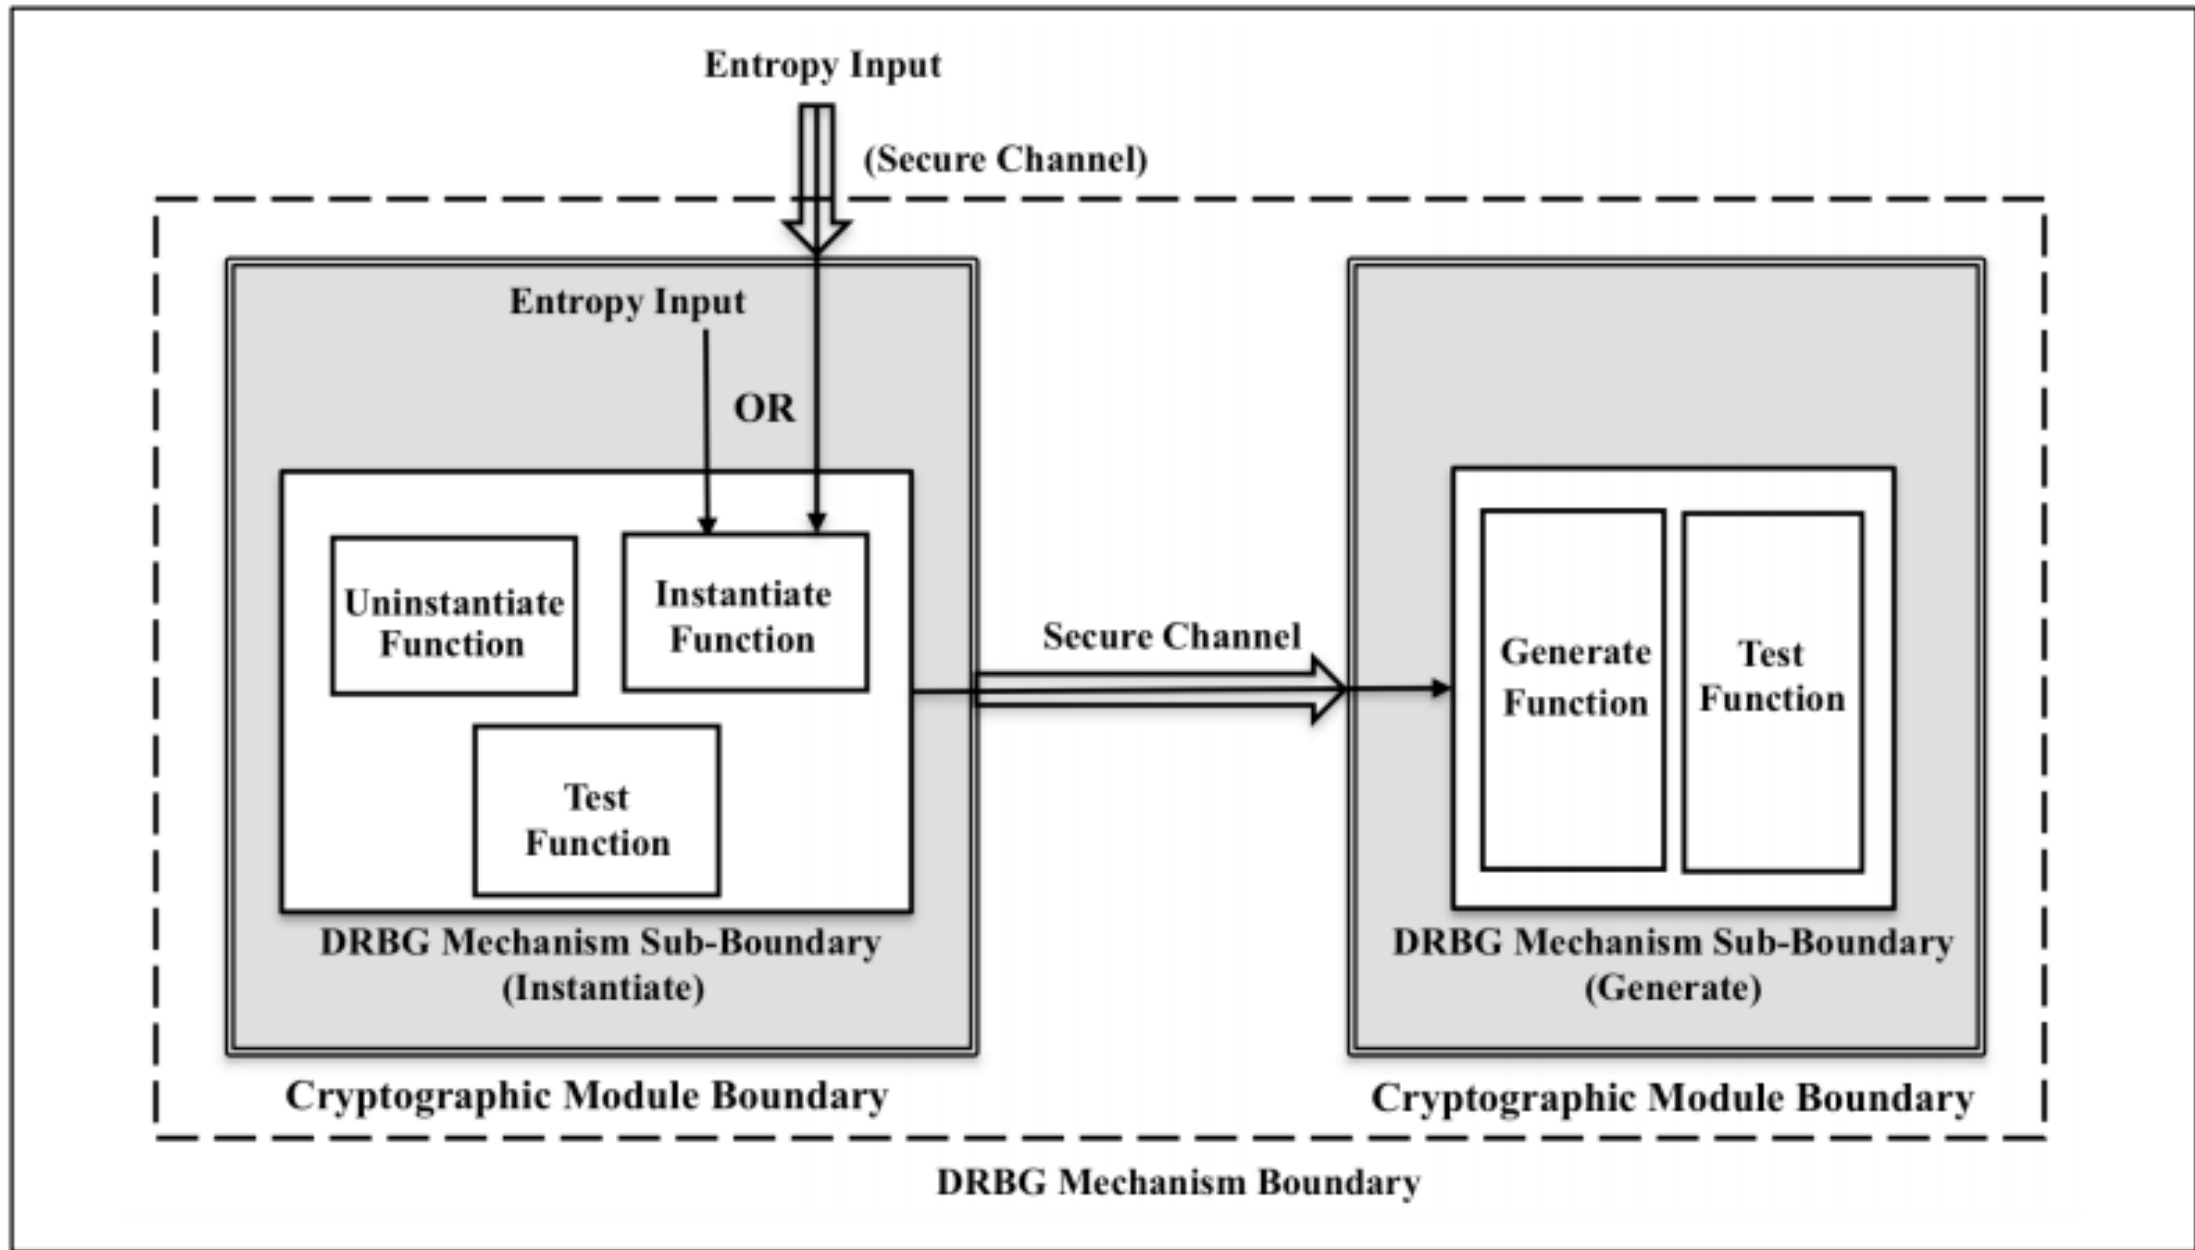 Entropy Input
(Secure Channel)
Entropy Input
OR
Uninstantiate
Function
Instantiate
Function
Test
Function
DRBG Mechanism Sub-Boundary
(Instantiate)
Cryptographic Module Boundary
Secure Channel
Generate
Function
Test
Function
DRBG Mechanism Sub-Boundary
(Generate)
Cryptographic Module Boundary
DRBG Mechanism Boundary